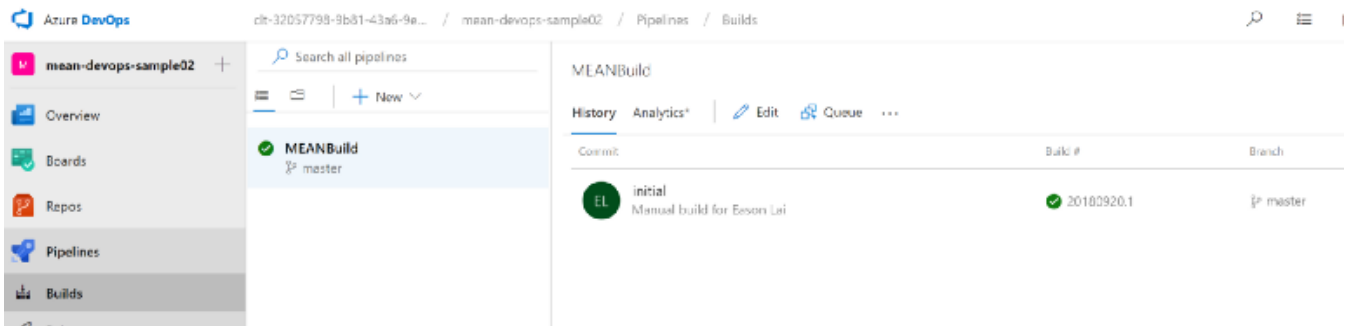 Azure DevOps
clt-32057798-9b81-43a6-9e... / mean-devops-sample02 / Pipelines / Builds
M
mean-devops-sample02
Overview
Boards
Repos
Pipelines
Builds
Search all pipelines
New
MEANBuild
master
MEANBuild
History Analytics* Edit Queue ...
Commit Build # Branch
EL
initial
Manual build for Eason Lai
20180920.1
master